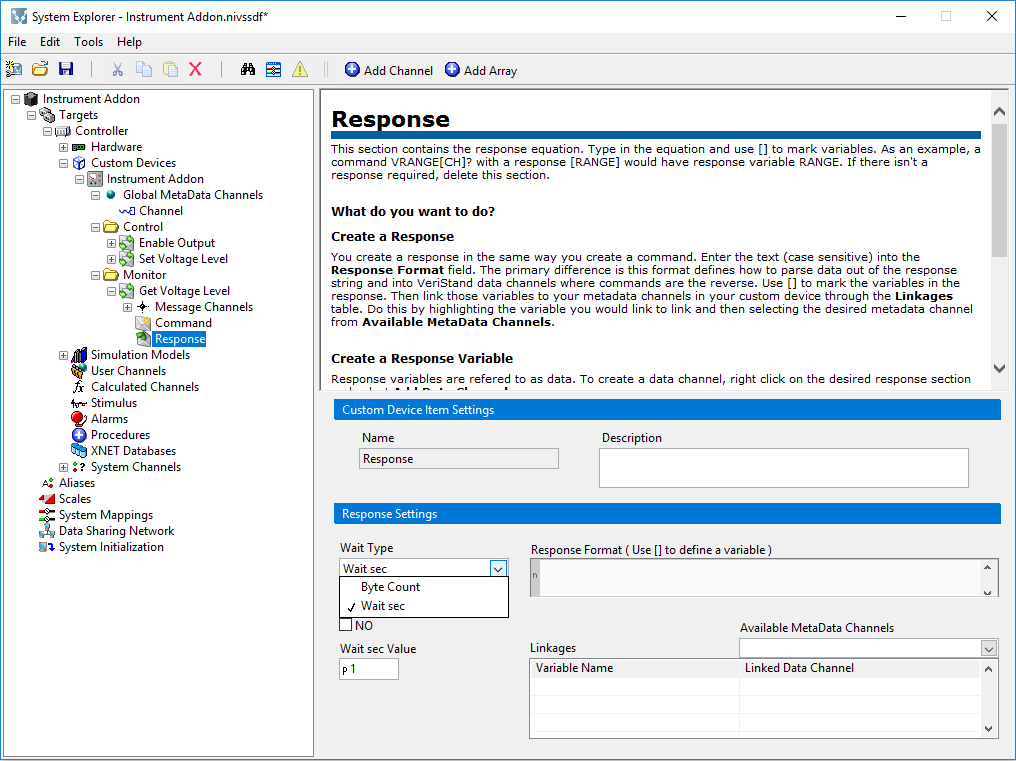 System Explorer - Instrument Addon.nivssdf*
File Edit Tools Help
Add Channel Add Array
Instrument Addon
Targets
Controller
Hardware
Custom Devices
Instrument Addon
Global MetaData Channels
Channel
Control
Enable Output
Set Voltage Level
Monitor
Get Voltage Level
Message Channels
Command
Response
Simulation Models
User Channels
Calculated Channels
Stimulus
Alarms
Procedures
XNET Databases
System Channels
Aliases
Scales
System Mappings
Data Sharing Network
System Initialization
Response
This section contains the response equation. Type in the equation and use [] to mark variables. As an example, a
command VRANGE[CH]? with a response [RANGE] would have response variable RANGE. If there isn't a
response required, delete this section.
What do you want to do?
Create a Response
You create a response in the same way you create a command. Enter the text (case sensitive) into the
Response Format field. The primary difference is this format defines how to parse data out of the response
string and into VeriStand data channels where commands are the reverse. Use [] to mark the variables in the
response. Then link those variables to your metadata channels in your custom device through the Linkages
table. Do this by highlighting the variable you would link to link and then selecting the desired metadata channel
from Available MetaData Channels.
Create a Response Variable
Response variables are refered to as data. To create a data channel, right click on the desired response section
Custom Device Item Settings
Name
Description
Response
Response Settings
Wait Type
Response Format ( Use [] to define a variable )
Wait sec
n
Byte Count
✓ Wait sec
NO
Available MetaData Channels
Wait sec Value
Linkages
p 1
Variable Name Linked Data Channel